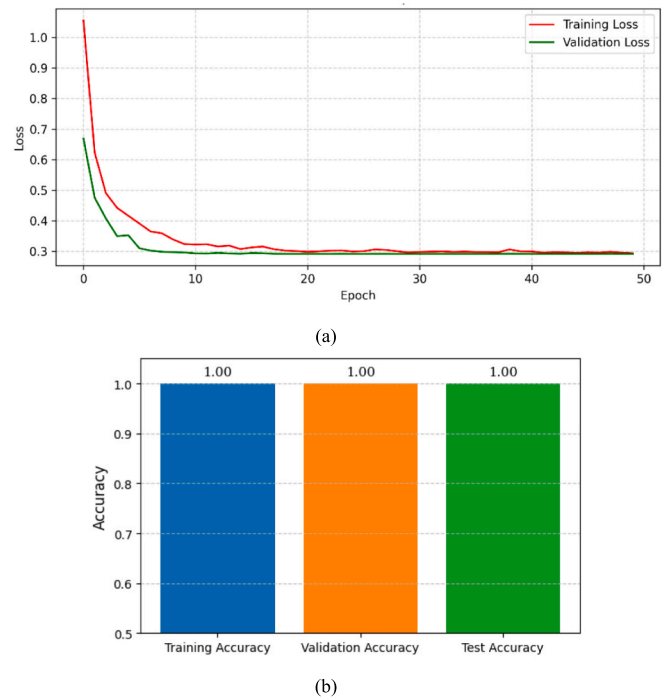 Training Loss
Validation Loss
1.0
0.9
0.8
0.7
0.6
0.5
0.4
0.3
Loss
0 10 20 30 40 50
Epoch
(a)
1.00 1.00 1.00
1.0
0.9
0.8
0.7
0.6
0.5
Accuracy
Training Accuracy Validation Accuracy Test Accuracy
(b)